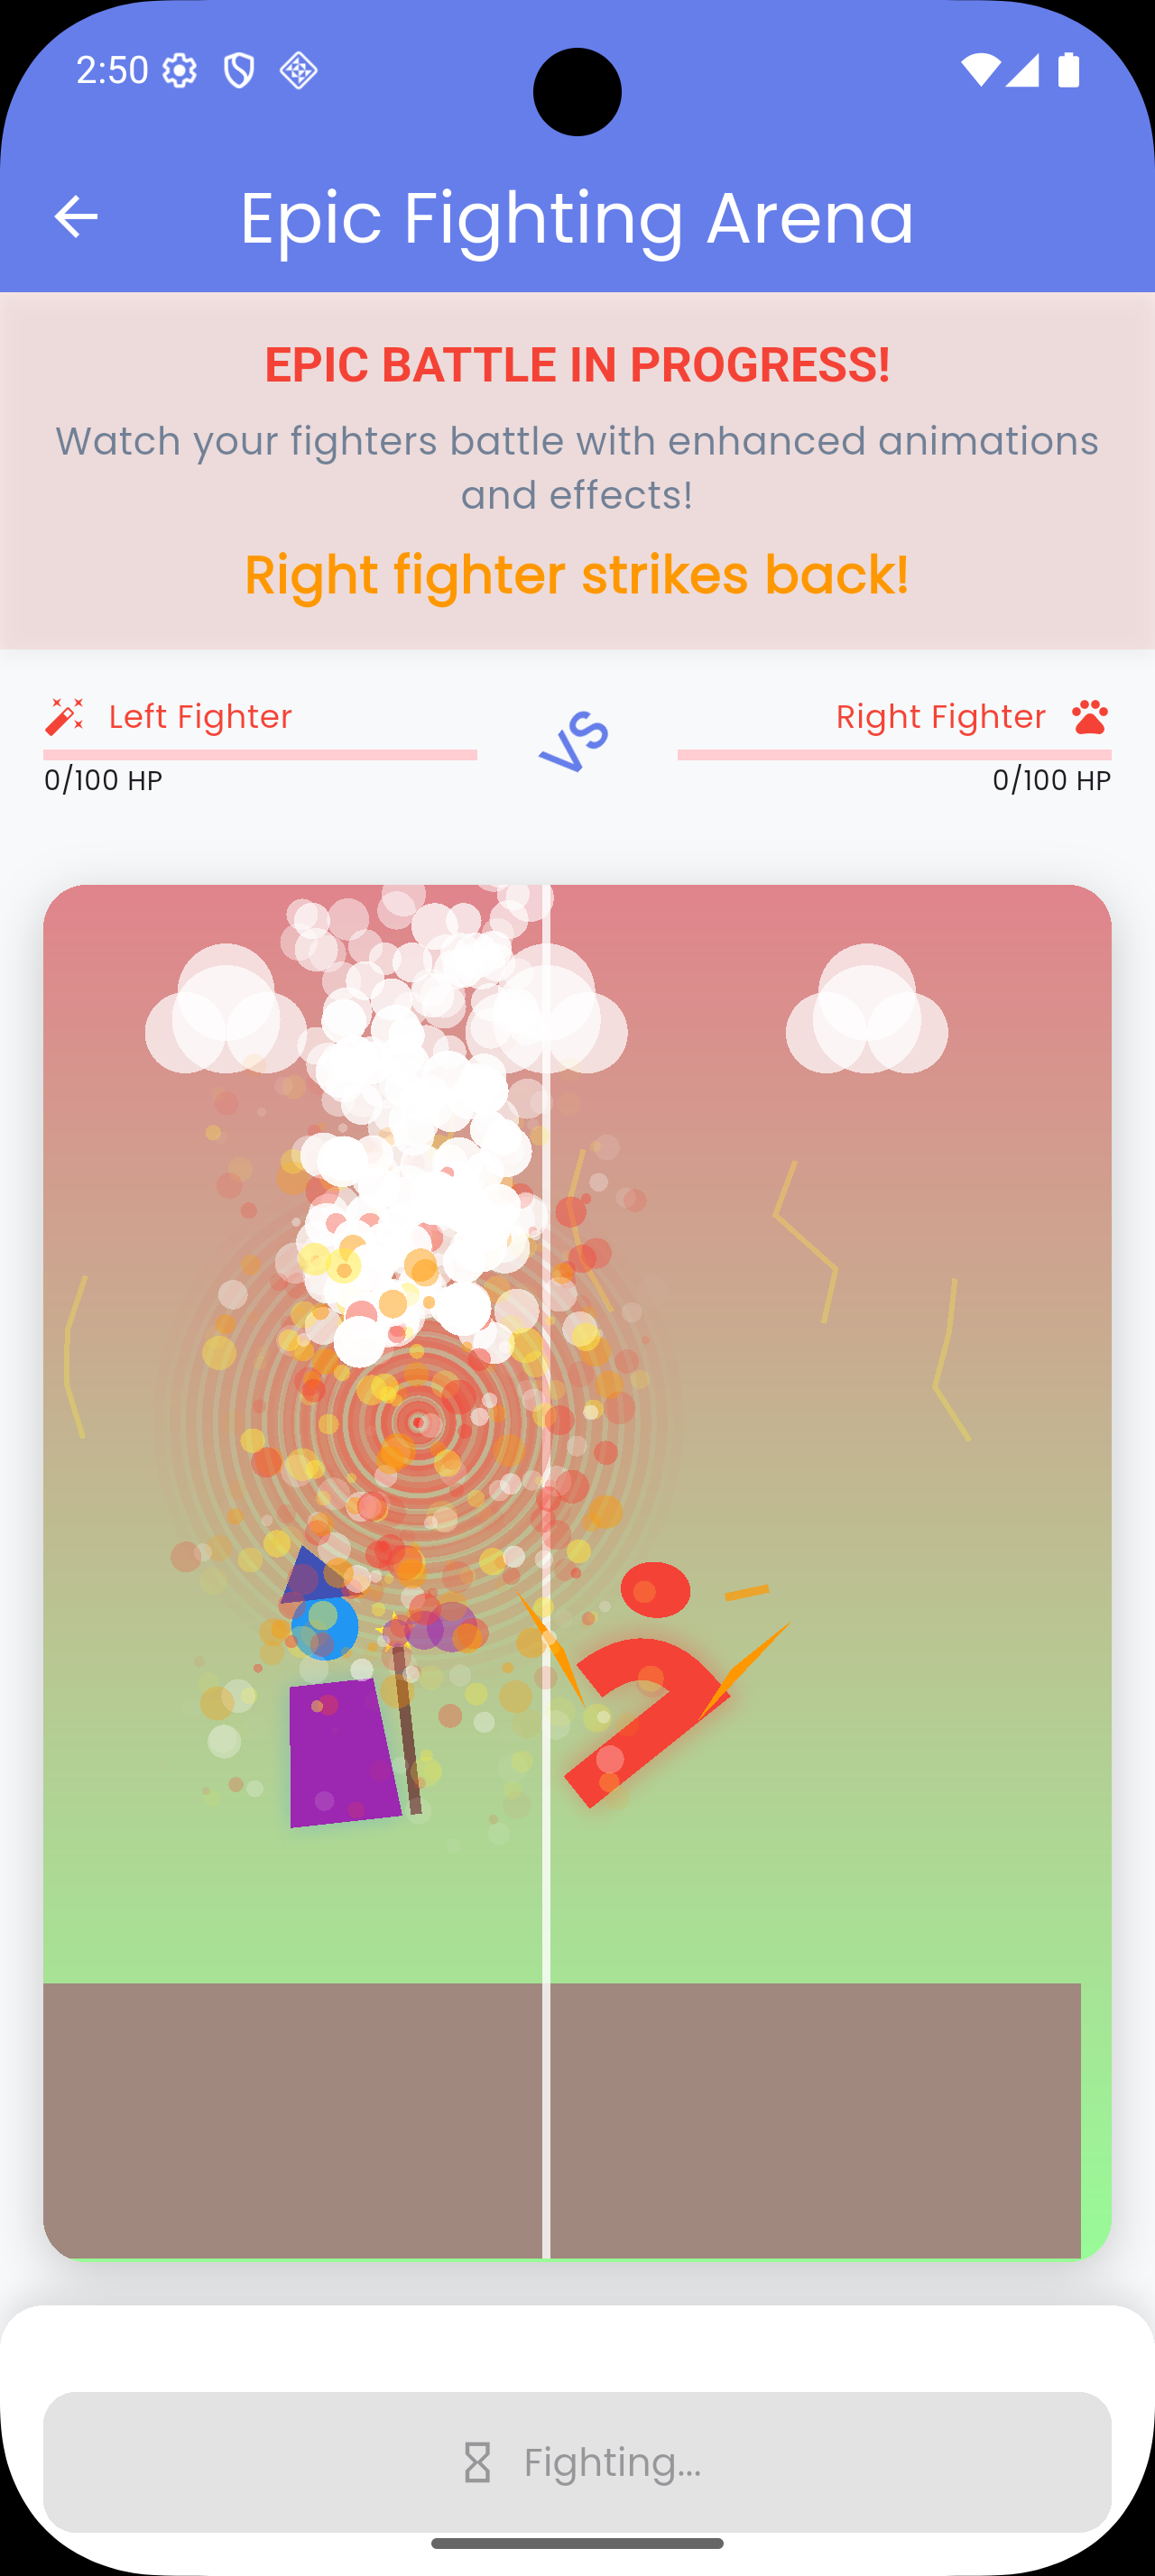 2:50
Epic Fighting Arena
EPIC BATTLE IN PROGRESS!
Watch your fighters battle with enhanced animations
and effects!
Right fighter strikes back!
Left Fighter
0/100 HP
VS
Right Fighter
0/100 HP
Fighting...